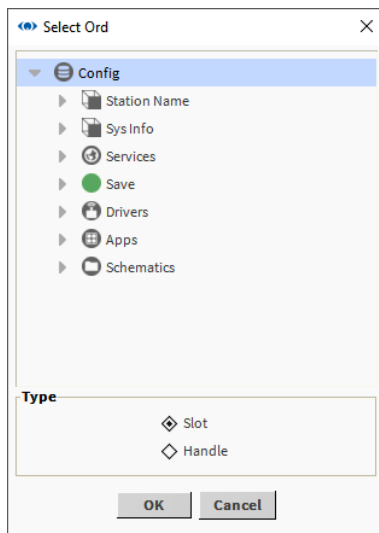 Select Ord
Config
Station Name
Sys Info
Services
Save
Drivers
Apps
Schematics
Type
Slot
Handle
OK Cancel